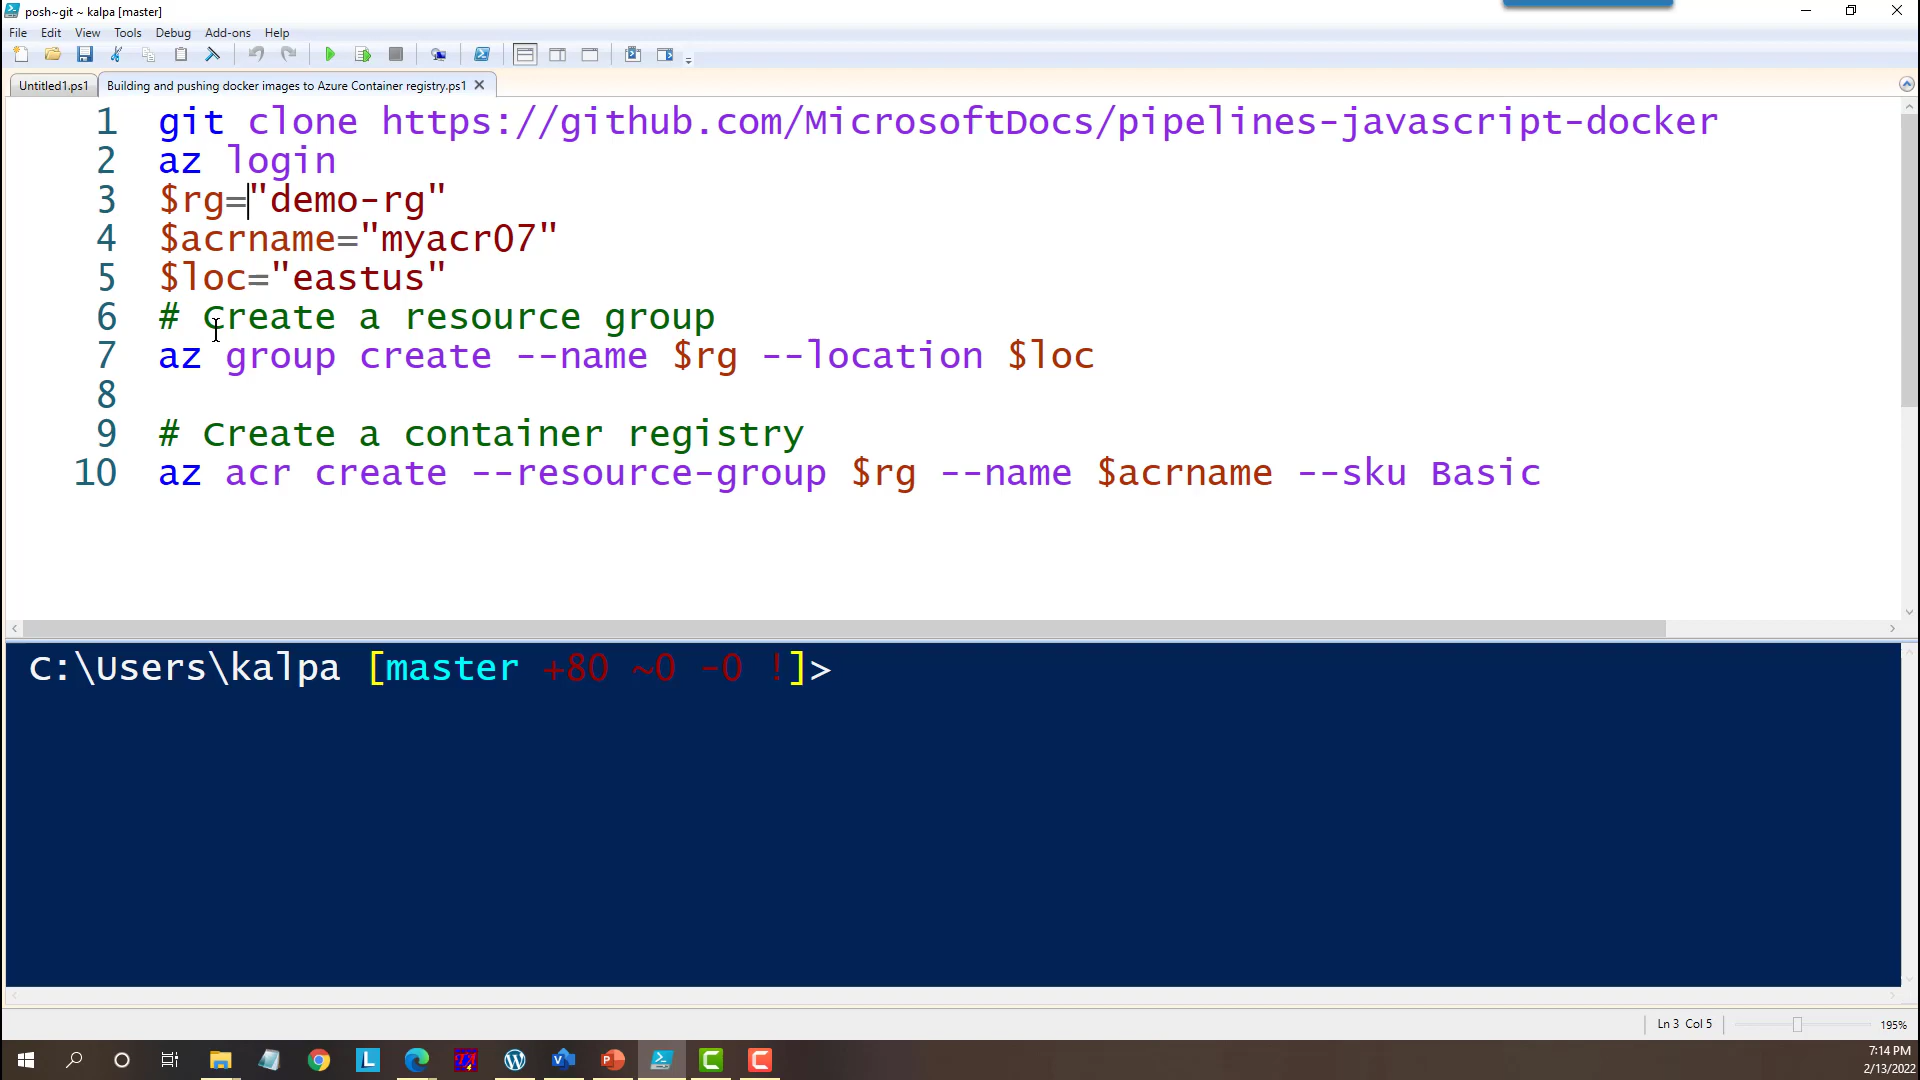 posh~git ~ kalpa [master]
File Edit View Tools Debug Add-ons Help
Untitled1.ps1 Building and pushing docker images to Azure Container registry.ps1
1 git clone https://github.com/MicrosoftDocs/pipelines-javascript-docker
2 az login
3 $rg="demo-rg"
4 $acrname="myacr07"
5 $loc="eastus"
6 # Create a resource group
7 az group create --name $rg --location $loc
8
9 # Create a container registry
10 az acr create --resource-group $rg --name $acrname --sku Basic
C:\Users\kalpa [master +80 ~0 -0 !]>
Ln 3 Col 5 195%
7:14 PM
2/13/2022